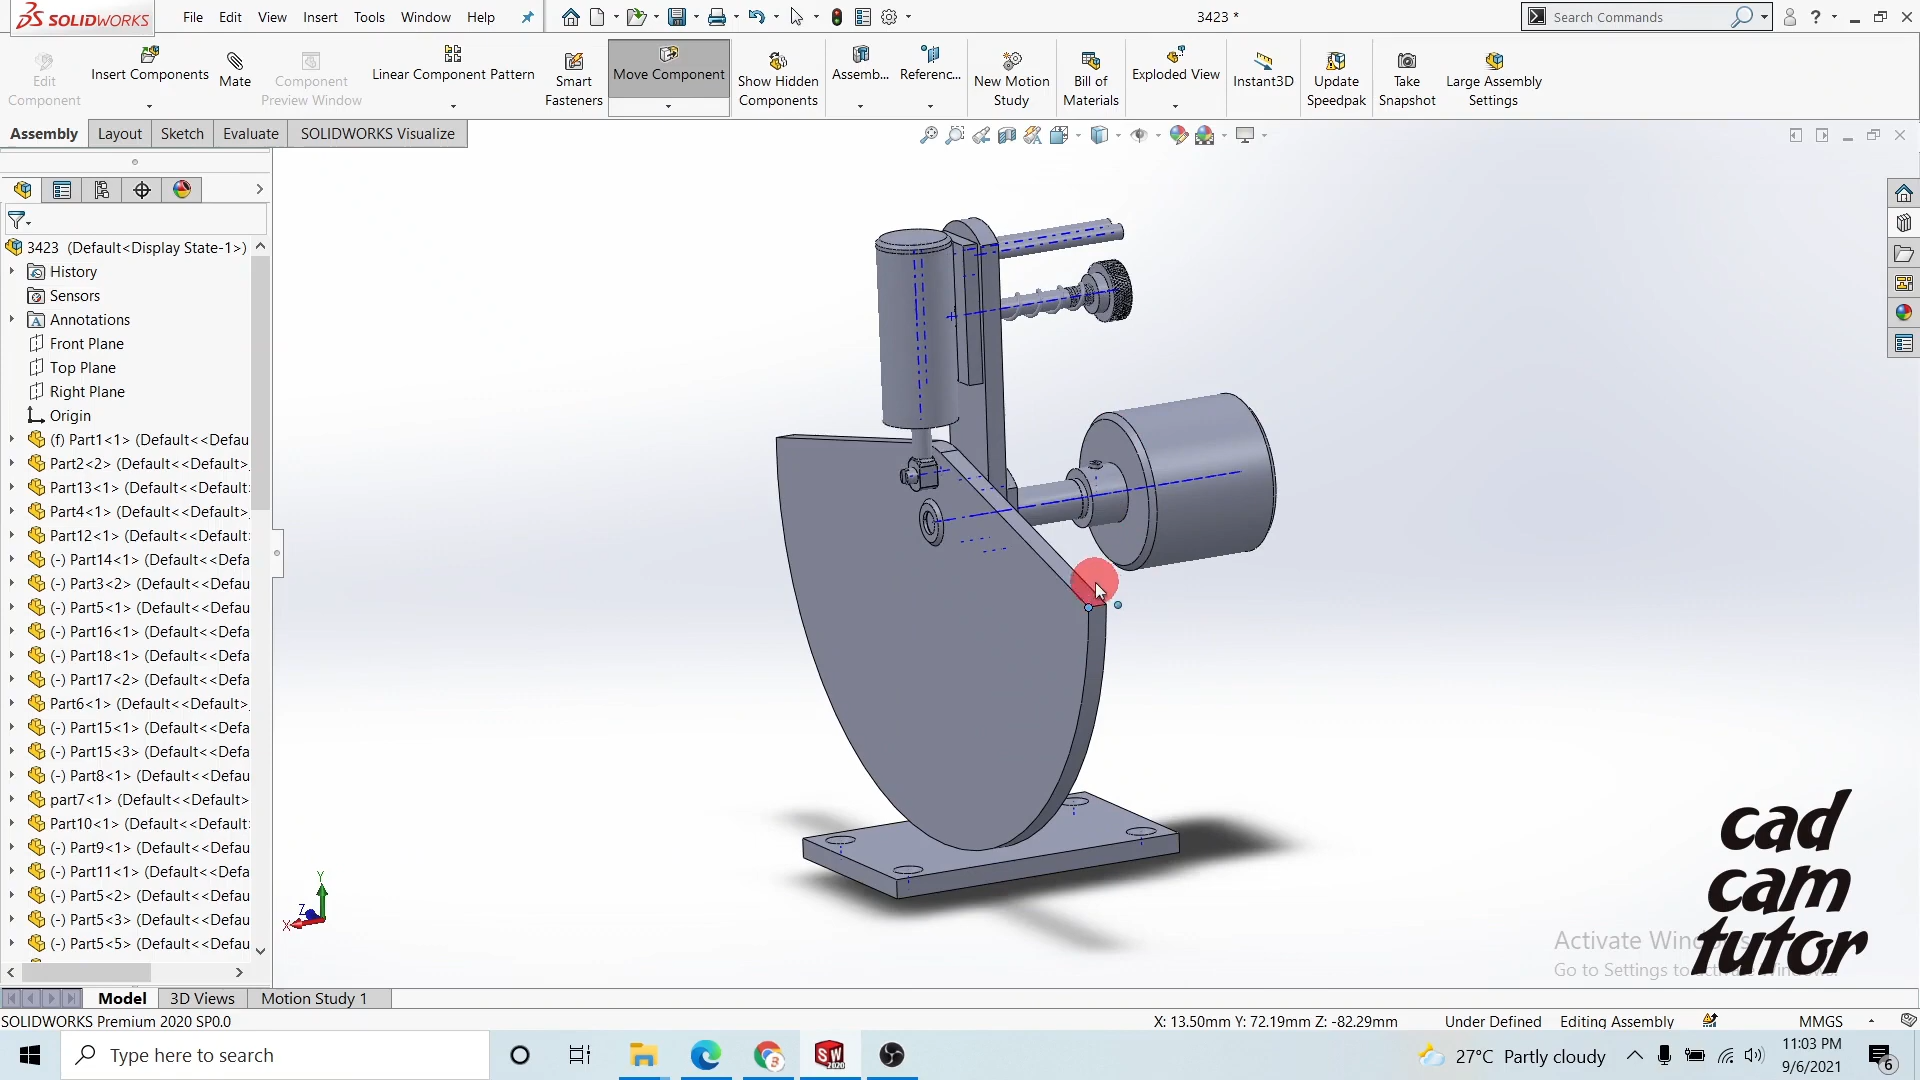 SOLIDWORKS File Edit View Insert Tools Window Help 3423 * Search Commands ?
Edit Component Insert Components Mate Component Preview Window Linear Component Pattern Smart Fasteners Move Component Show Hidden Components Assemb... Referenc... New Motion Study Bill of Materials Exploded View Instant3D Update Speedpak Take Snapshot Large Assembly Settings
Assembly Layout Sketch Evaluate SOLIDWORKS Visualize
3423 (Default<Display State-1>)
History
Sensors
Annotations
Front Plane
Top Plane
Right Plane
Origin
(f) Part1<1> (Default<<Defau
Part2<2> (Default<<Default
Part13<1> (Default<<Default
Part4<1> (Default<<Default
Part12<1> (Default<<Default
(-) Part14<1> (Default<<Defa
(-) Part3<2> (Default<<Defau
(-) Part5<1> (Default<<Defau
(-) Part16<1> (Default<<Defa
(-) Part18<1> (Default<<Defa
(-) Part17<2> (Default<<Defa
Part6<1> (Default<<Default
(-) Part15<1> (Default<<Defa
(-) Part15<3> (Default<<Defa
(-) Part8<1> (Default<<Defau
part7<1> (Default<<Default>
Part10<1> (Default<<Default
(-) Part9<1> (Default<<Defau
(-) Part11<1> (Default<<Defa
(-) Part5<2> (Default<<Defau
(-) Part5<3> (Default<<Defau
(-) Part5<5> (Default<<Defau
Y
Z
X
cad
cam
tutor
Activate Win
Go to Settings to
Model 3D Views Motion Study 1
SOLIDWORKS Premium 2020 SP0.0 X: 13.50mm Y: 72.19mm Z: -82.29mm Under Defined Editing Assembly MMGS
Type here to search 27°C Partly cloudy 11:03 PM
9/6/2021 6